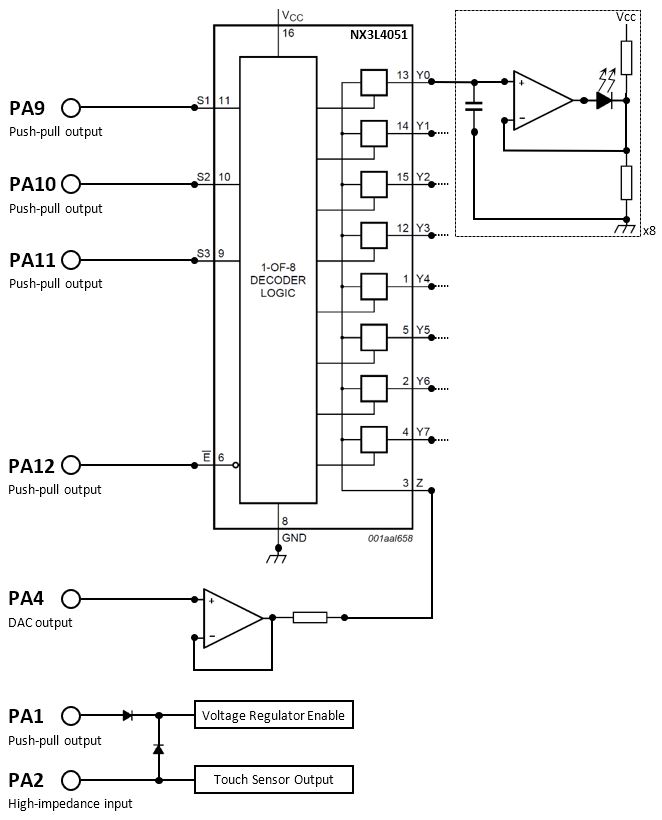 Vcc
VCC
16
NX3L4051
13 Y0
+
−
PA9
S1 11
Push-pull output
14 Y1
PA10
S2 10
15 Y2
Push-pull output
12 Y3
x8
PA11
S3 9
Push-pull output
1-OF-8
DECODER
LOGIC
1 Y4
5 Y5
2 Y6
4 Y7
PA12
E 6
Push-pull output
3 Z
8
GND
001aal658
PA4
DAC output
+
−
PA1
Voltage Regulator Enable
Push-pull output
PA2
Touch Sensor Output
High-impedance input